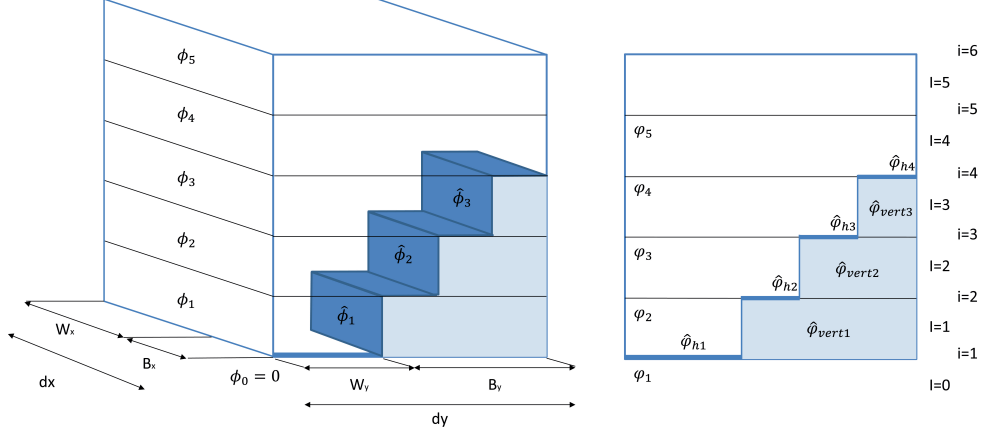 ϕ₅
ϕ₄
ϕ₃
ϕ₂
ϕ₁
ϕ̂₃
ϕ̂₂
ϕ̂₁
Wₓ
Bₓ
dx
ϕ₀ = 0
Wᵧ
Bᵧ
dy
φ₅
φ₄
φ₃
φ₂
φ₁
φ̂ₕ₄
φ̂ₕ₃
φ̂ₕ₂
φ̂ₕ₁
φ̂ᵥₑᵣₜ₃
φ̂ᵥₑᵣₜ₂
φ̂ᵥₑᵣₜ₁
i=6
I=5
i=5
I=4
i=4
I=3
i=3
I=2
i=2
I=1
i=1
I=0